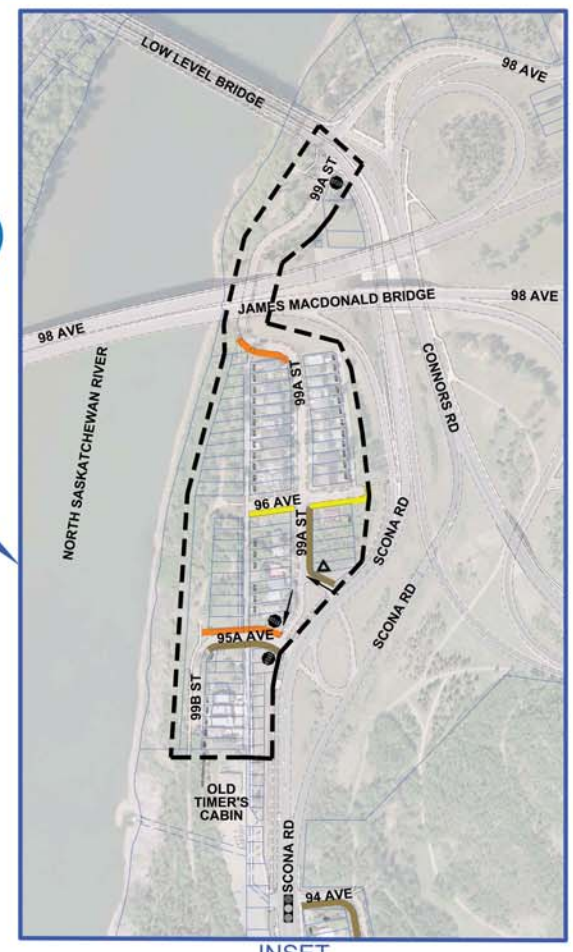 LOW LEVEL BRIDGE
98 AVE
99A ST
JAMES MACDONALD BRIDGE
98 AVE
98 AVE
99A ST
CONNORS RD
NORTH SASKATCHEWAN RIVER
96 AVE
99A ST
SCONA RD
SCONA RD
95A AVE
99B ST
OLD
TIMER'S
CABIN
SCONA RD
94 AVE
INSET